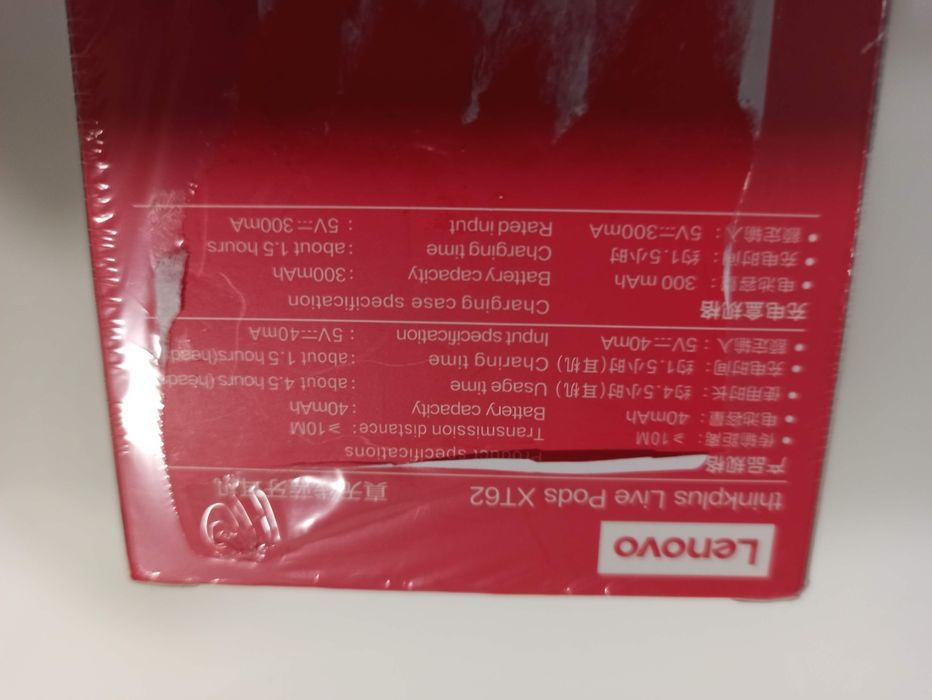 Lenovo
thinkplus Live Pods XT62 真无线蓝牙耳机
产品规格 Product specifications
• 传输距离： ≥ 10M Transmission distance: ≥ 10M
• 电池容量： 40mAh Battery capacity : 40mAh
• 使用时长： 约4.5小时(耳机) Usage time : about 4.5 hours(head
• 充电时间： 约1.5小时(耳机) Charing time : about 1.5 hours(head
• 额定输入： 5V⎓40mA Input specification : 5V⎓40mA
充电盒规格 Charging case specification
• 电池容量： 300 mAh Battery capacity : 300mAh
• 充电时间： 约1.5小时 Charging time : about 1.5 hours
• 额定输入： 5V⎓300mA Rated input : 5V⎓300mA